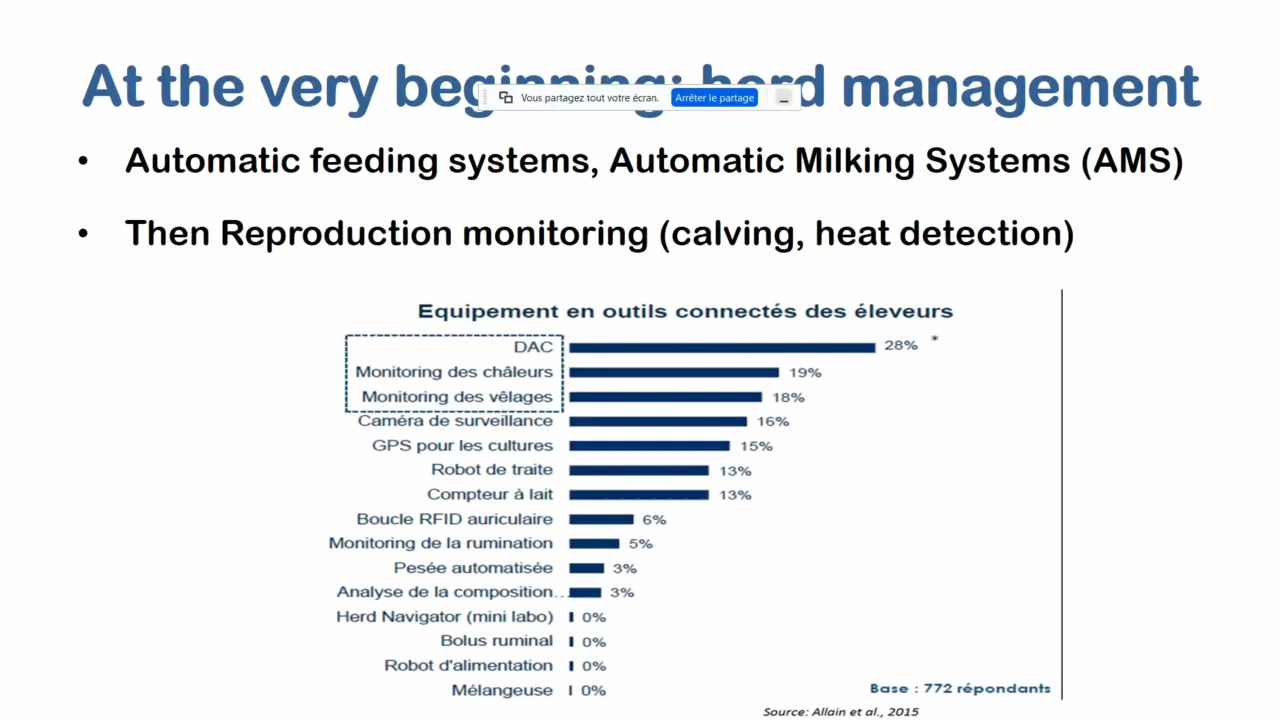 At the very beginning: herd management
Vous partagez tout votre écran. Arrêter le partage
• Automatic feeding systems, Automatic Milking Systems (AMS)
• Then Reproduction monitoring (calving, heat detection)
Equipement en outils connectés des éleveurs
DAC 28% *
Monitoring des châleurs 19%
Monitoring des vêlages 18%
Caméra de surveillance 16%
GPS pour les cultures 15%
Robot de traite 13%
Compteur à lait 13%
Boucle RFID auriculaire 6%
Monitoring de la rumination 5%
Pesée automatisée 3%
Analyse de la composition... 3%
Herd Navigator (mini labo) 0%
Bolus ruminal 0%
Robot d'alimentation 0%
Mélangeuse 0%
Base : 772 répondants
Source: Allain et al., 2015